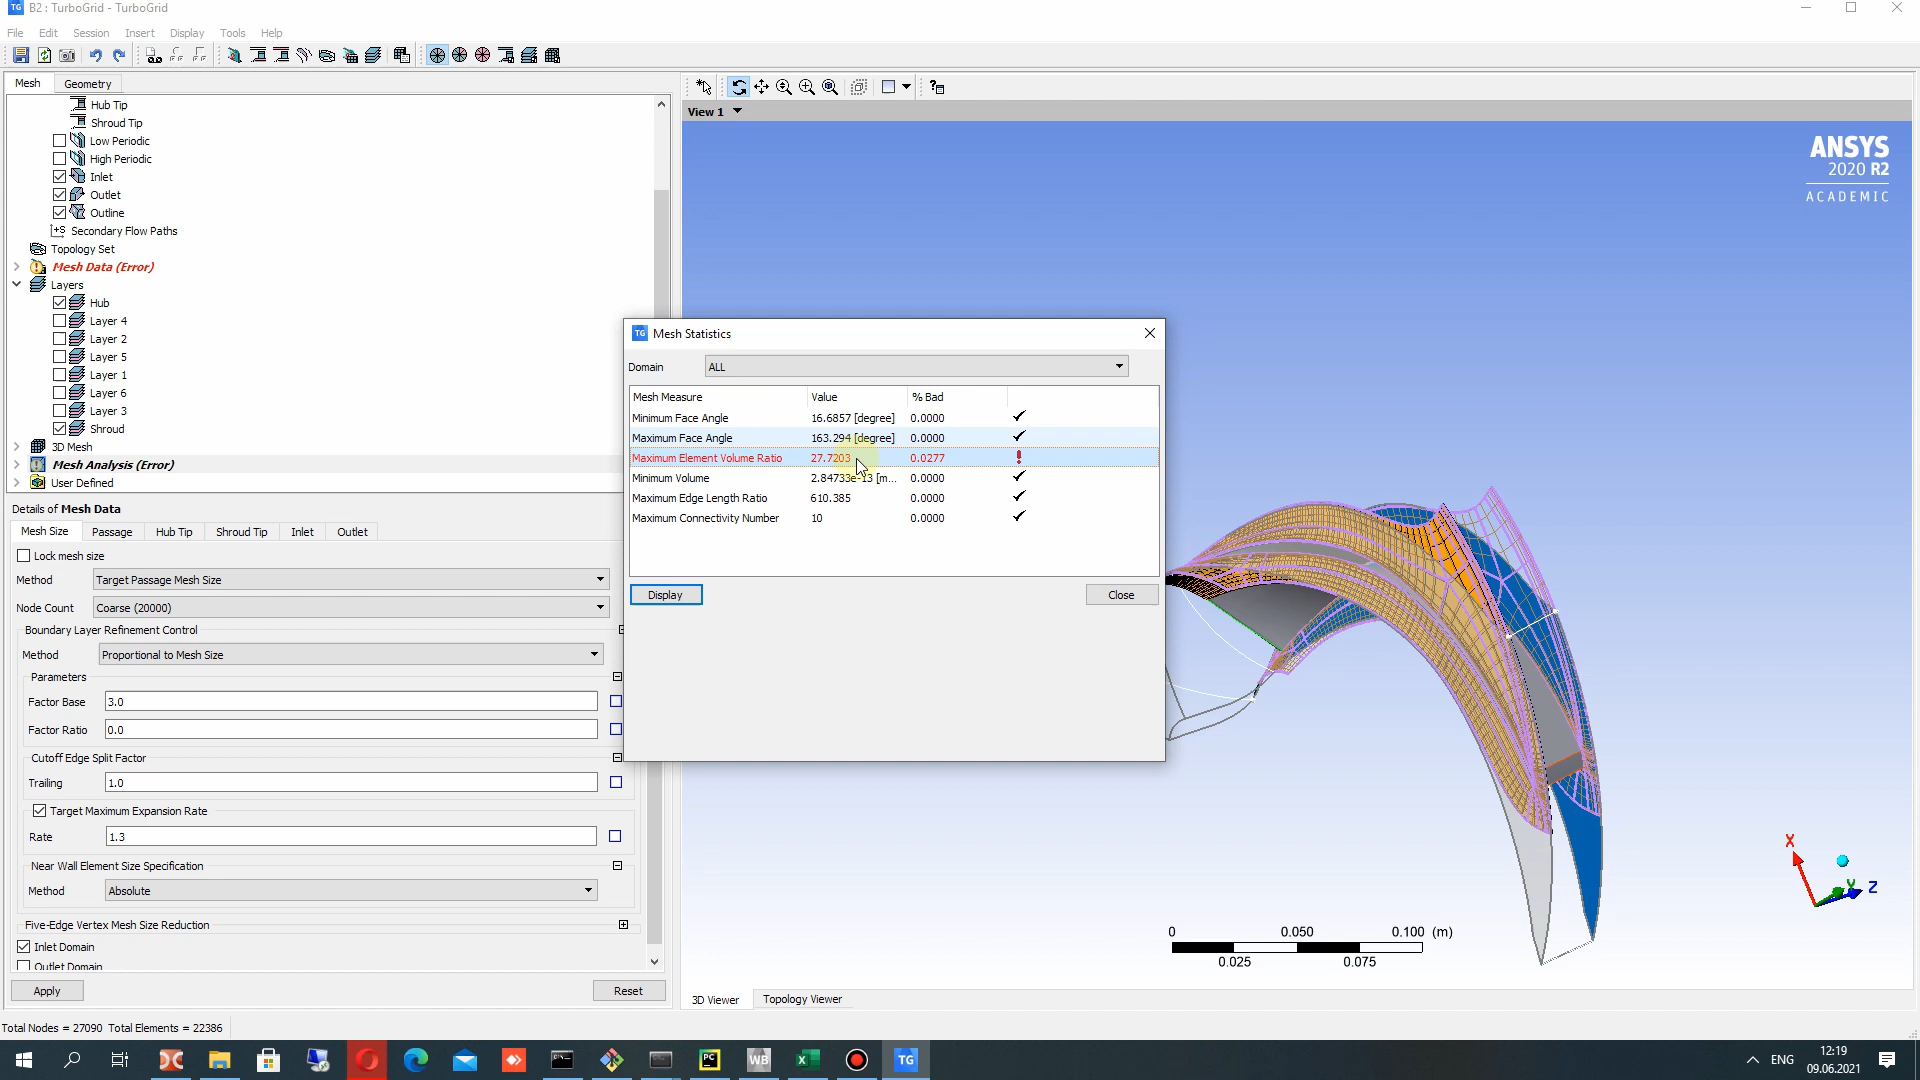 TG B2 : TurboGrid - TurboGrid
File Edit Session Insert Display Tools Help
Mesh Geometry
View 1
Hub Tip
Shroud Tip
Low Periodic
High Periodic
Inlet
Outlet
Outline
Secondary Flow Paths
Topology Set
Mesh Data (Error)
Layers
Hub
Layer 4
Layer 2
Layer 5
Layer 1
Layer 6
Layer 3
Shroud
3D Mesh
Mesh Analysis (Error)
User Defined
Details of Mesh Data
Mesh Size Passage Hub Tip Shroud Tip Inlet Outlet
Lock mesh size
Method Target Passage Mesh Size
Node Count Coarse (20000)
Boundary Layer Refinement Control
Method Proportional to Mesh Size
Parameters
Factor Base 3.0
Factor Ratio 0.0
Cutoff Edge Split Factor
Trailing 1.0
Target Maximum Expansion Rate
Rate 1.3
Near Wall Element Size Specification
Method Absolute
Five-Edge Vertex Mesh Size Reduction
Inlet Domain
Outlet Domain
Apply Reset
TG Mesh Statistics
Domain ALL
Mesh Measure Value % Bad
Minimum Face Angle 16.6857 [degree] 0.0000
Maximum Face Angle 163.294 [degree] 0.0000
Maximum Element Volume Ratio 27.7203 0.0277
Minimum Volume 2.84733e-13 [m... 0.0000
Maximum Edge Length Ratio 610.385 0.0000
Maximum Connectivity Number 10 0.0000
Display Close
ANSYS
2020 R2
ACADEMIC
X
Y
Z
0 0.050 0.100 (m)
0.025 0.075
3D Viewer Topology Viewer
Total Nodes = 27090 Total Elements = 22386
PC WB TG
ENG
12:19
09.06.2021